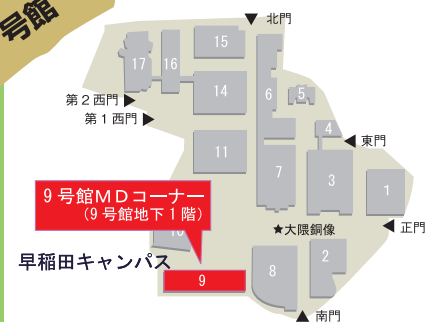 号館
北門
15
17
16
14
5
6
第2西門
第1西門
4
東門
11
7
3
1
9号館MDコーナー
(9号館地下1階)
10
正門
★大隈銅像
早稲田キャンパス
9
8
2
南門